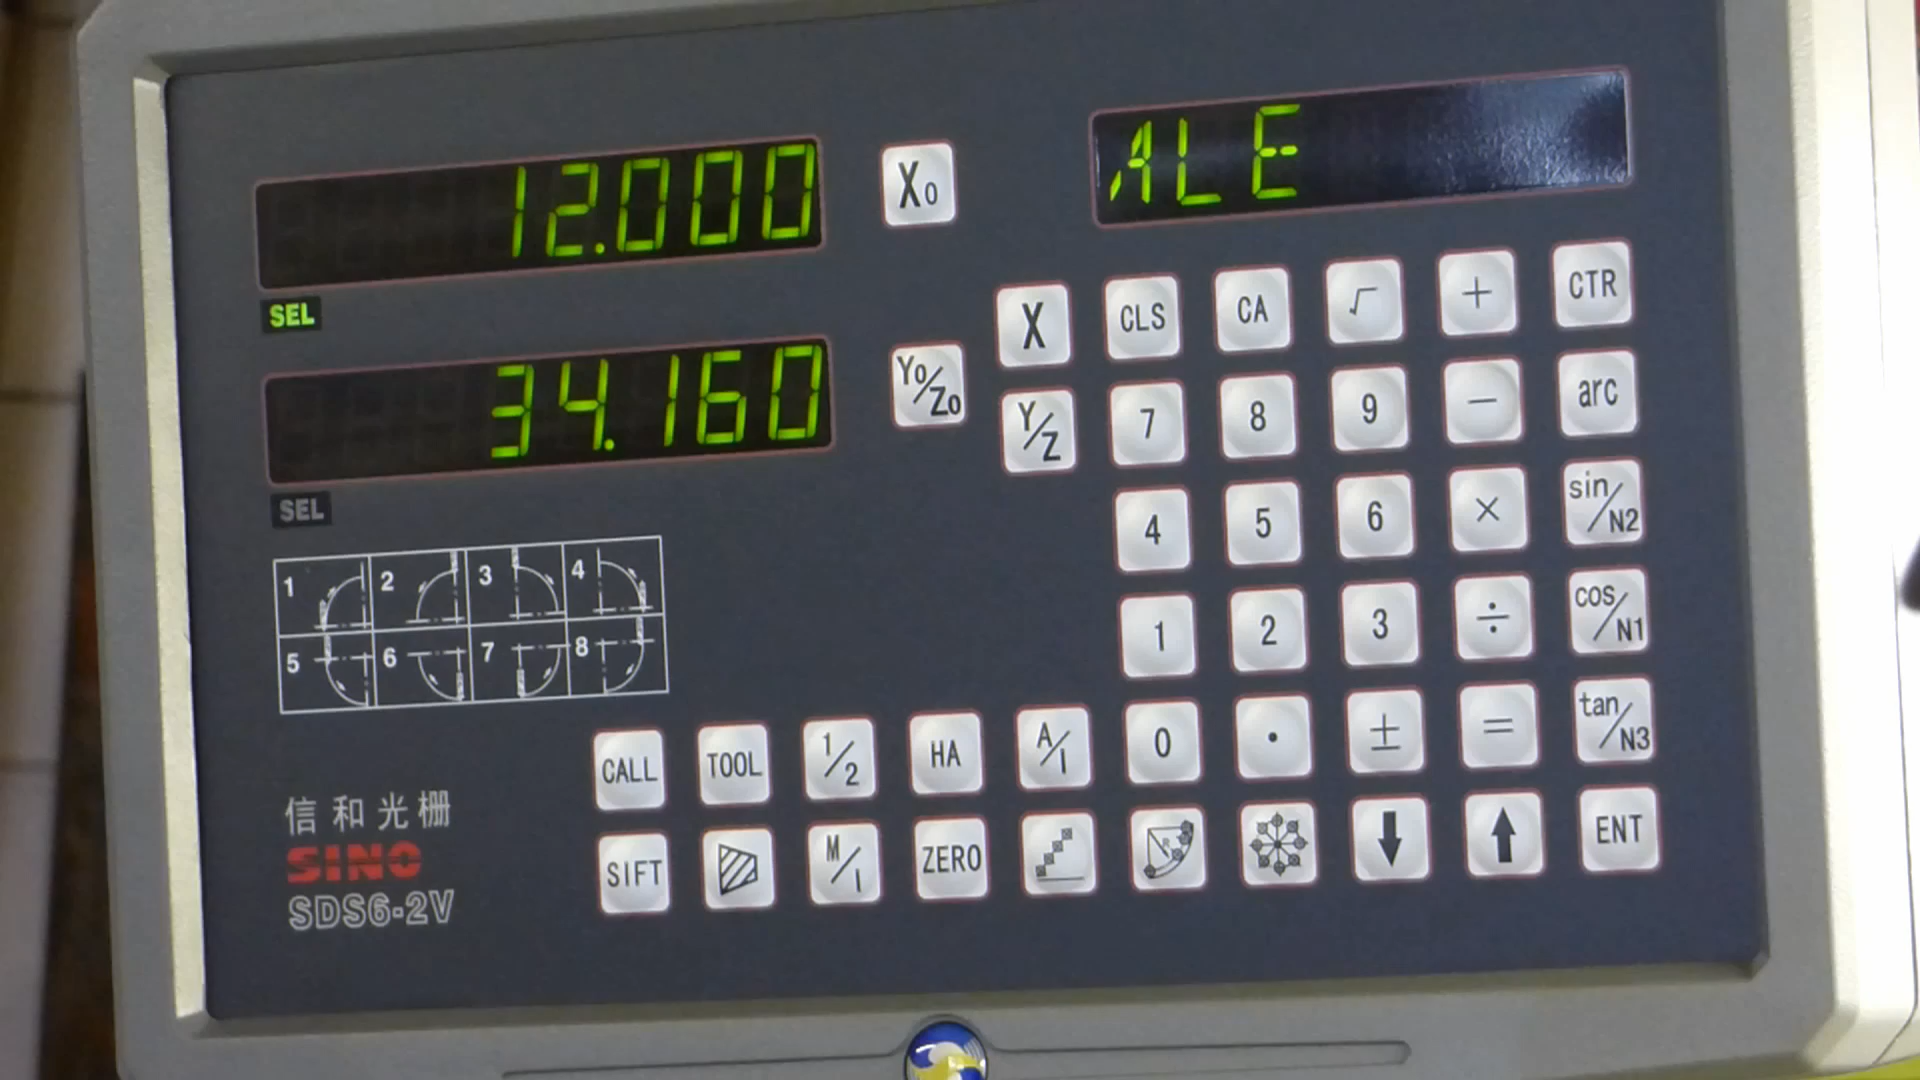 12.000
X₀
ALE
SEL
34.160
Y₀/Z₀
SEL
X CLS CA √ + CTR
Y/Z 7 8 9 − arc
4 5 6 × sin/N2
1 2 3 ÷ cos/N1
1 2 3 4
5 6 7 8
CALL TOOL 1/2 HA A/I 0 · ± = tan/N3
SIFT M/I ZERO ⬇ ⬆ ENT
信和光栅
SINO
SDS6-2V